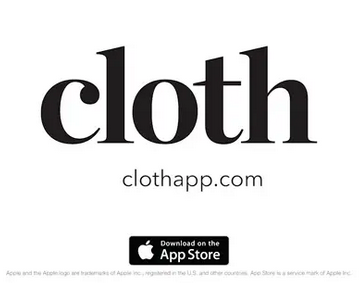 cloth
clothapp.com
Download on the
App Store
Apple and the Apple logo are trademarks of Apple Inc., registered in the U.S. and other countries. App Store is a service mark of Apple Inc.